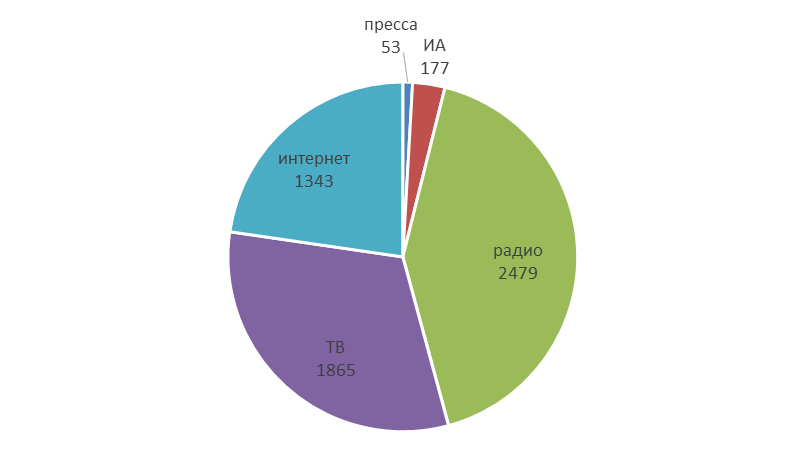 пресса
53
ИА
177
интернет
1343
радио
2479
ТВ
1865